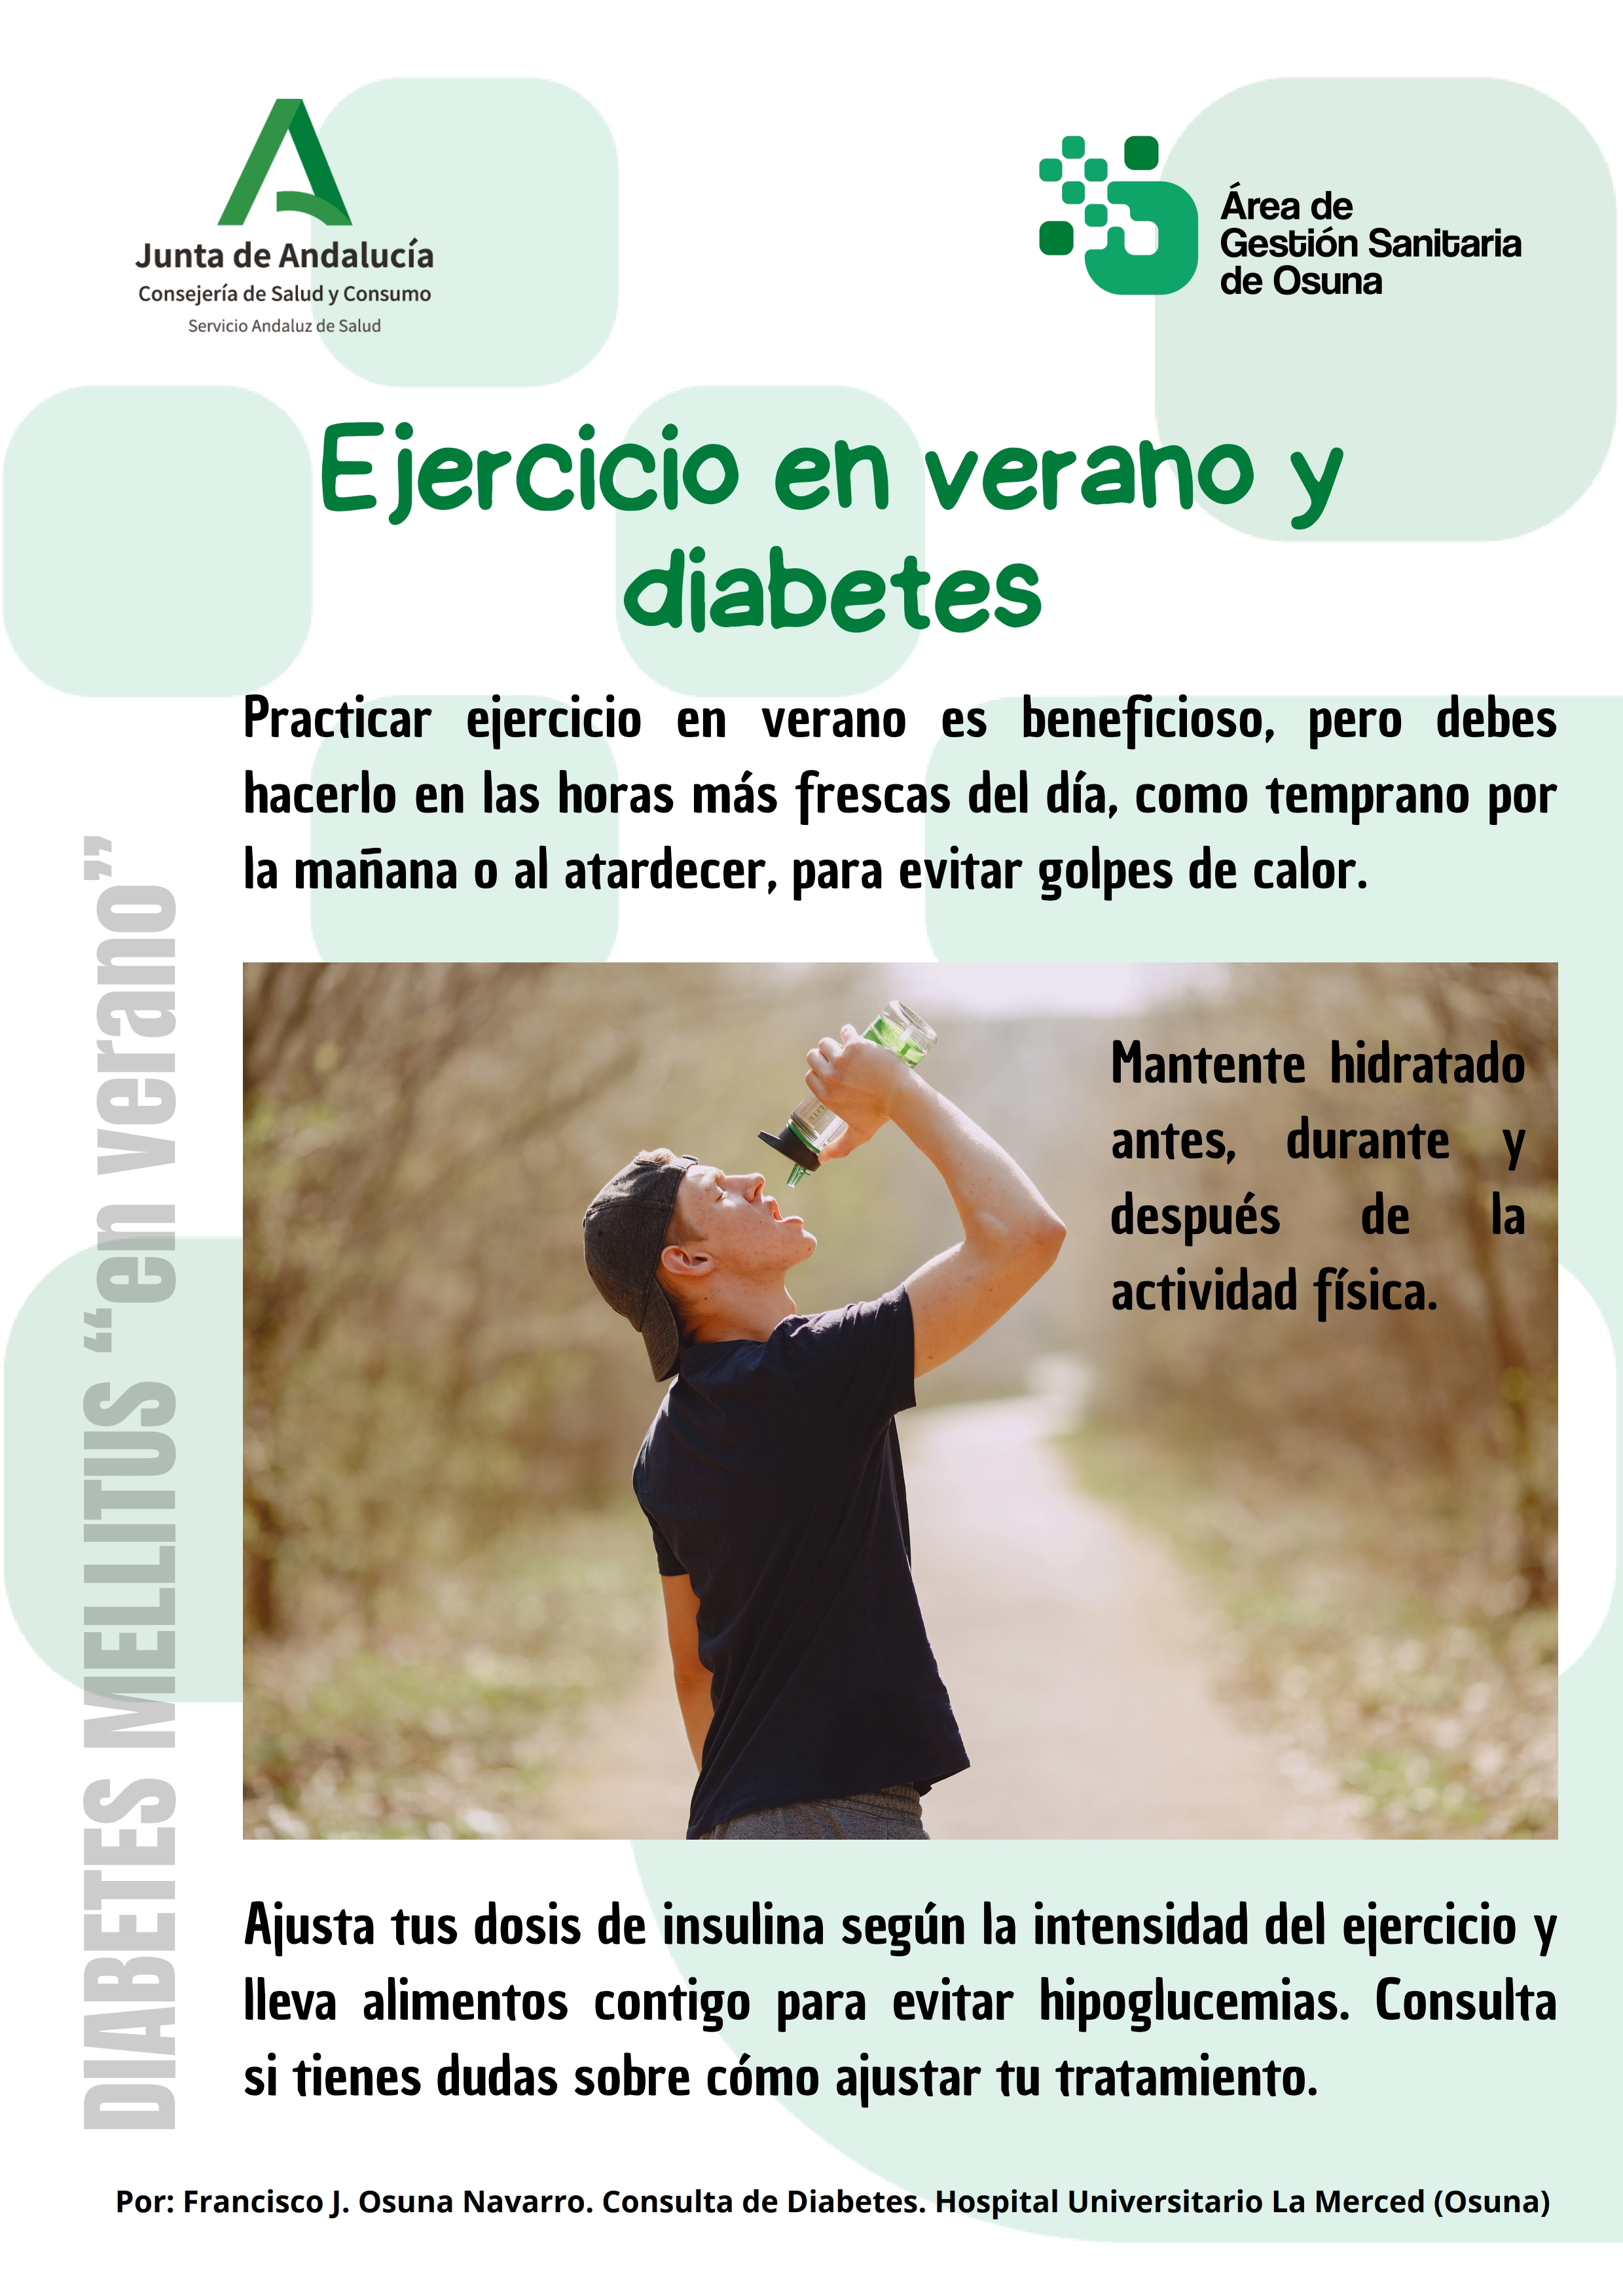 Junta de Andalucía
Consejería de Salud y Consumo
Servicio Andaluz de Salud
Área de
Gestión Sanitaria
de Osuna
Ejercicio en verano y
diabetes
Practicar ejercicio en verano es beneficioso, pero debes
hacerlo en las horas más frescas del día, como temprano por
la mañana o al atardecer, para evitar golpes de calor.
DIABETES MELLITUS “en verano”
Mantente hidratado
antes, durante y
después de la
actividad física.
Ajusta tus dosis de insulina según la intensidad del ejercicio y
lleva alimentos contigo para evitar hipoglucemias. Consulta
si tienes dudas sobre cómo ajustar tu tratamiento.
Por: Francisco J. Osuna Navarro. Consulta de Diabetes. Hospital Universitario La Merced (Osuna)